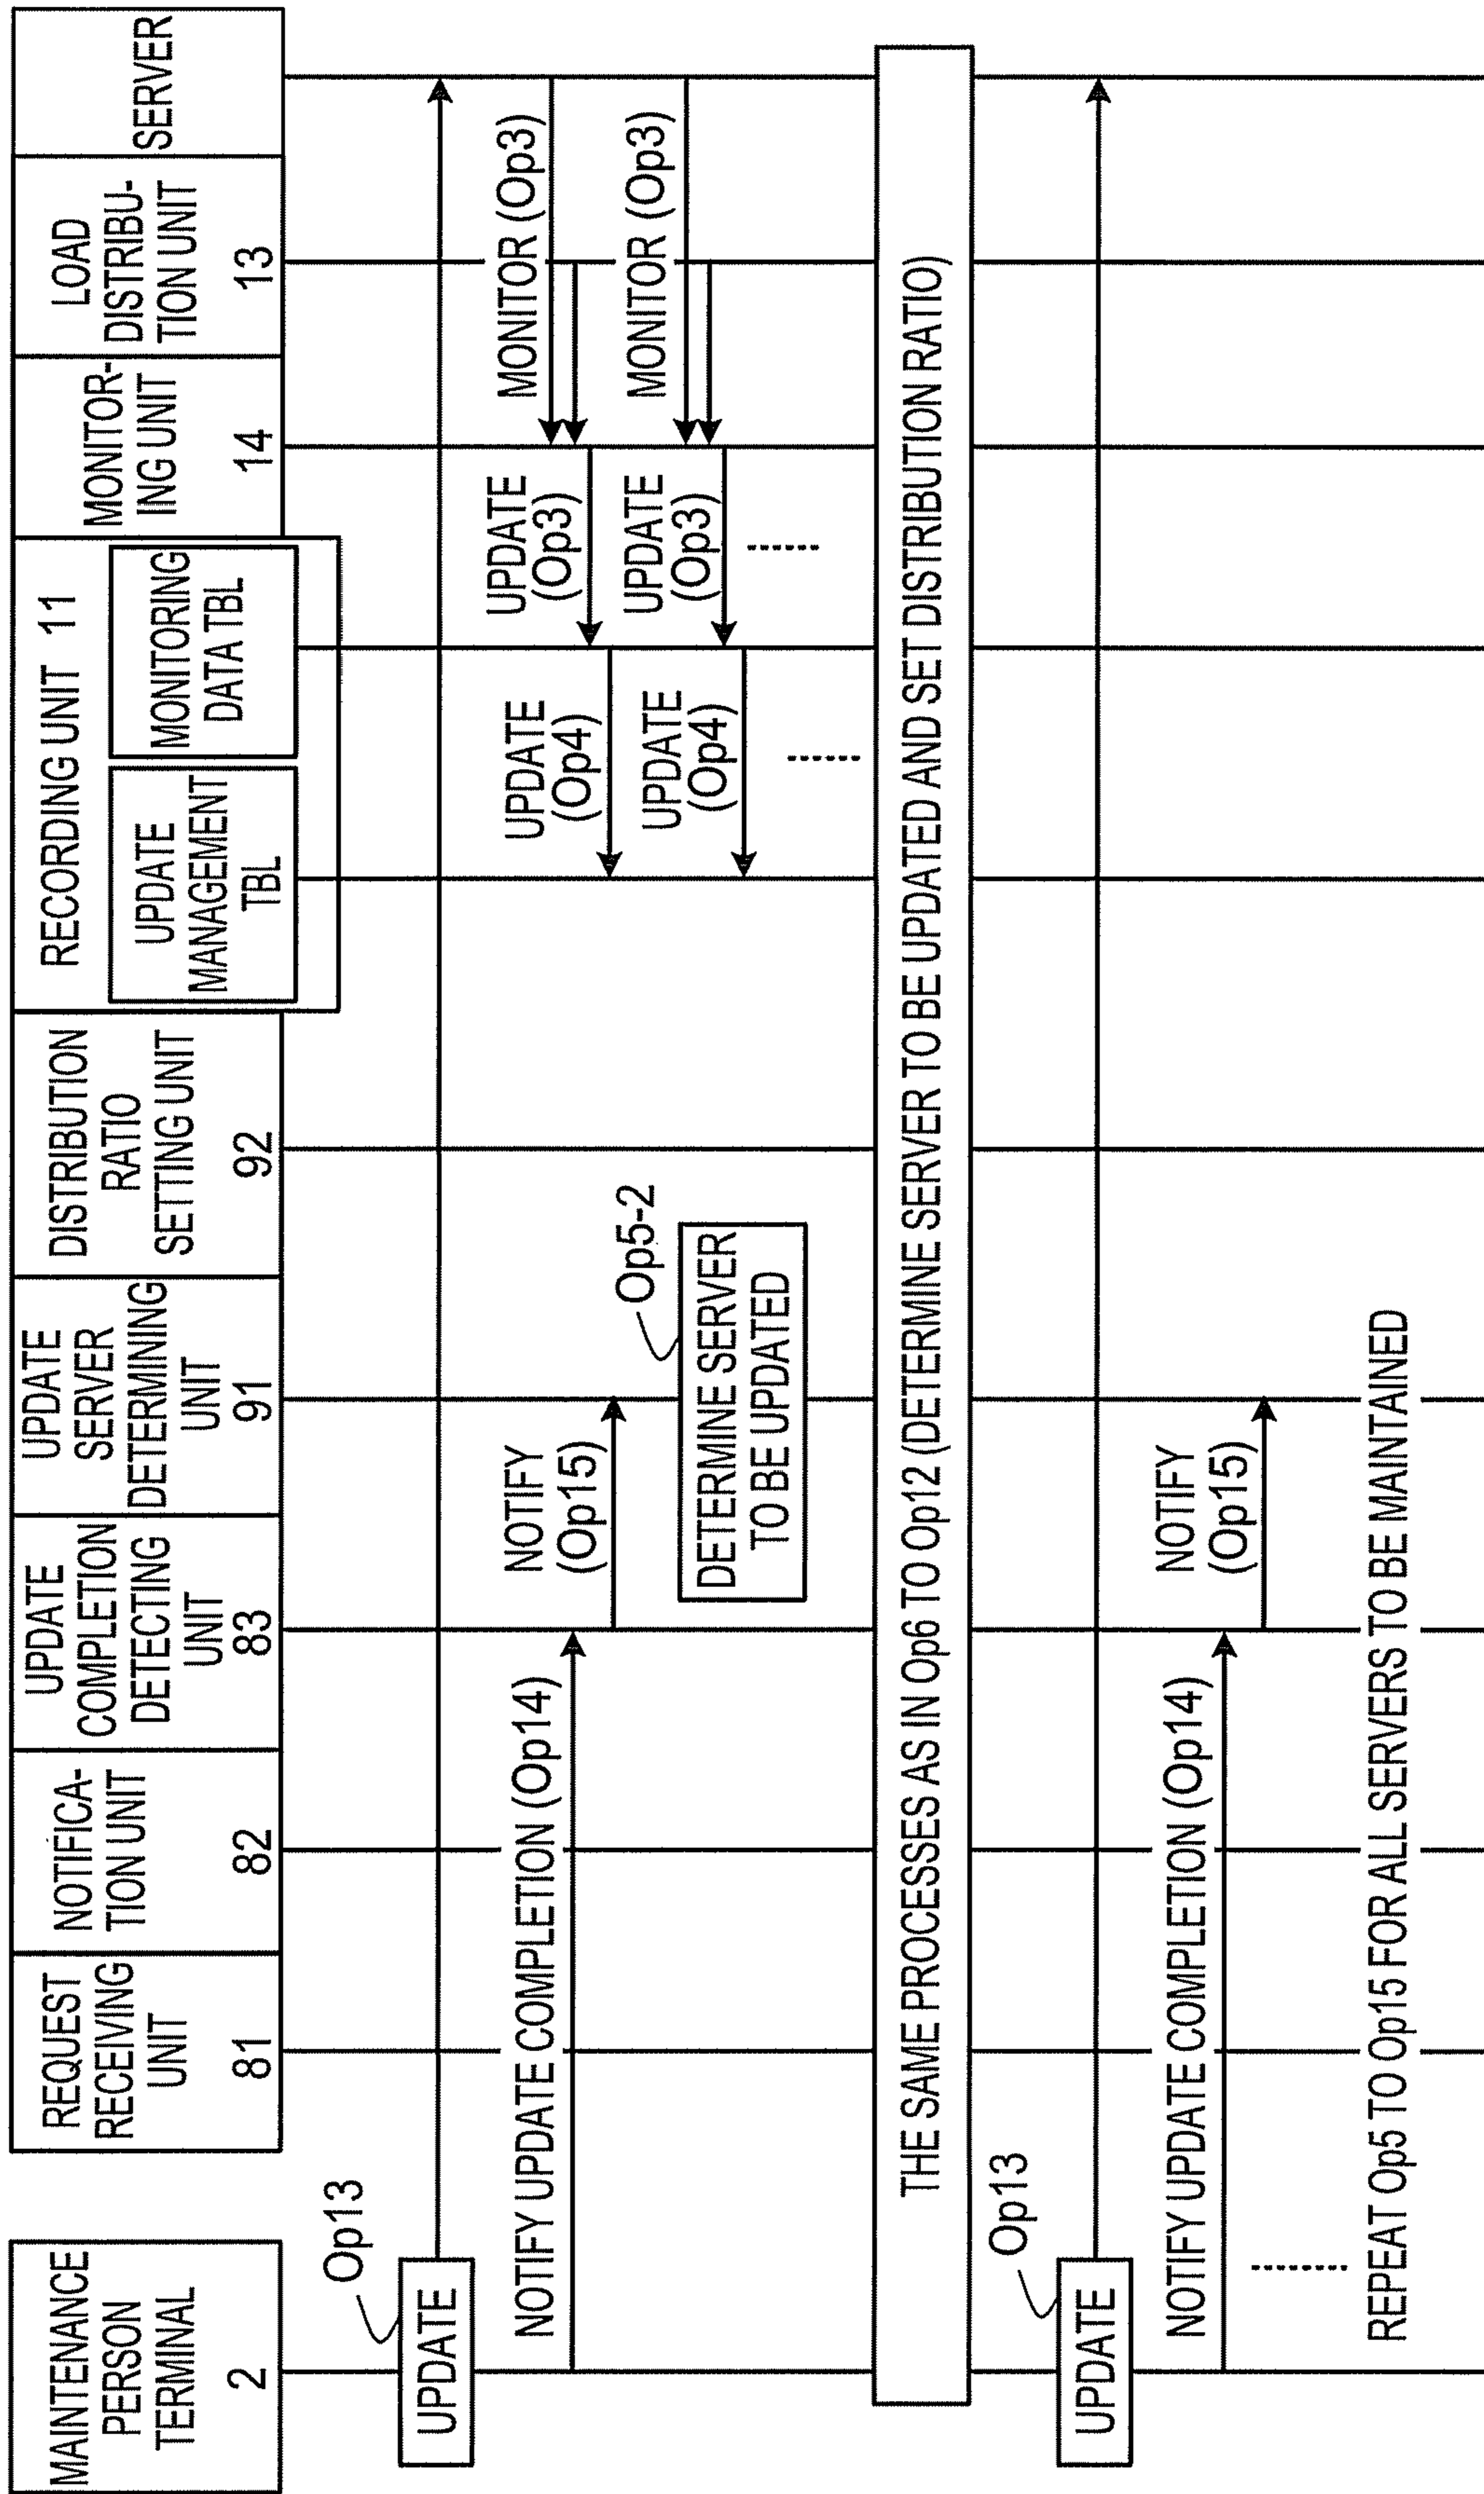 MAINTENANCE
PERSON
TERMINAL
2
REQUEST
RECEIVING
UNIT
81
NOTIFICA-
TION UNIT
82
UPDATE
COMPLETION
DETECTING
UNIT
83
UPDATE
SERVER
DETERMINING
UNIT
91
DISTRIBUTION
RATIO
SETTING UNIT
92
RECORDING UNIT 11
UPDATE
MANAGEMENT
TBL
MONITORING
DATA TBL
MONITOR-
ING UNIT
14
LOAD
DISTRIBU-
TION UNIT
13
SERVER
Op13
UPDATE
NOTIFY UPDATE COMPLETION (Op14)
NOTIFY
(Op15)
Op5-2
DETERMINE SERVER
TO BE UPDATED
UPDATE
(Op4)
UPDATE
(Op3)
MONITOR (Op3)
UPDATE
(Op4)
UPDATE
(Op3)
MONITOR (Op3)
THE SAME PROCESSES AS IN Op6 TO Op12 (DETERMINE SERVER TO BE UPDATED AND SET DISTRIBUTION RATIO)
Op13
UPDATE
NOTIFY UPDATE COMPLETION (Op14)
NOTIFY
(Op15)
REPEAT Op5 TO Op15 FOR ALL SERVERS TO BE MAINTAINED